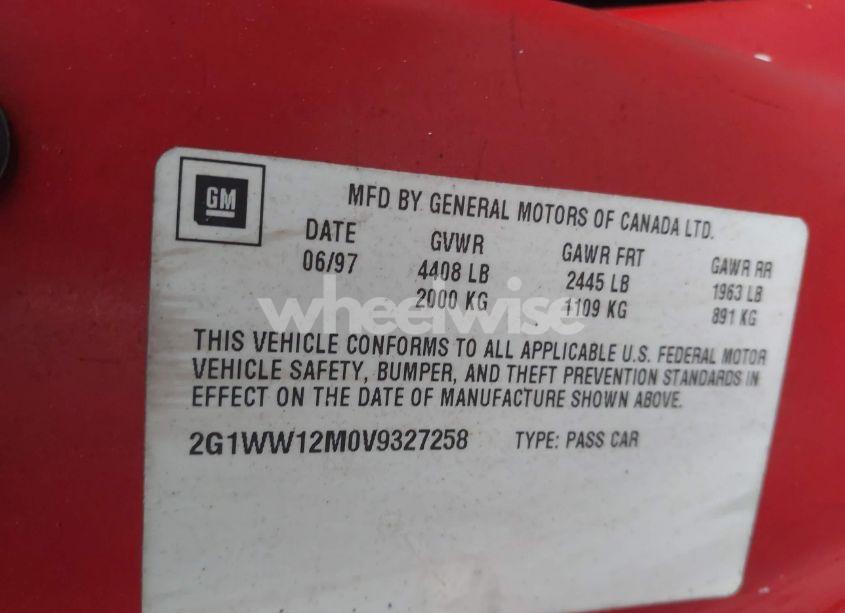 GM
MFD BY GENERAL MOTORS OF CANADA LTD.
DATE GVWR GAWR FRT GAWR RR
06/97 4408 LB 2445 LB 1963 LB
2000 KG 1109 KG 891 KG
wheelwise
THIS VEHICLE CONFORMS TO ALL APPLICABLE U.S. FEDERAL MOTOR
VEHICLE SAFETY, BUMPER, AND THEFT PREVENTION STANDARDS IN
EFFECT ON THE DATE OF MANUFACTURE SHOWN ABOVE.
2G1WW12M0V9327258 TYPE: PASS CAR